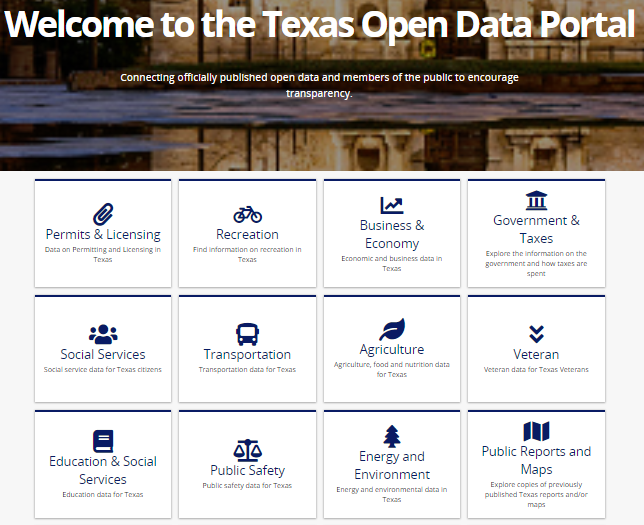 Welcome to the Texas Open Data Portal
Connecting officially published open data and members of the public to encourage
transparency.
Permits & Licensing
Data on Permitting and Licensing in
Texas
Recreation
Find information on recreation in
Texas
Business &
Economy
Economic and business data in
Texas
Government &
Taxes
Explore the information on the
government and how taxes are
spent
Social Services
Social service data for Texas citizens
Transportation
Transportation data for Texas
Agriculture
Agriculture, food and nutrition data
for Texas
Veteran
Veteran data for Texas Veterans
Education & Social
Services
Education data for Texas
Public Safety
Public safety data for Texas
Energy and
Environment
Energy and environmental data in
Texas
Public Reports and
Maps
Explore copies of previously
published Texas reports and/or
maps